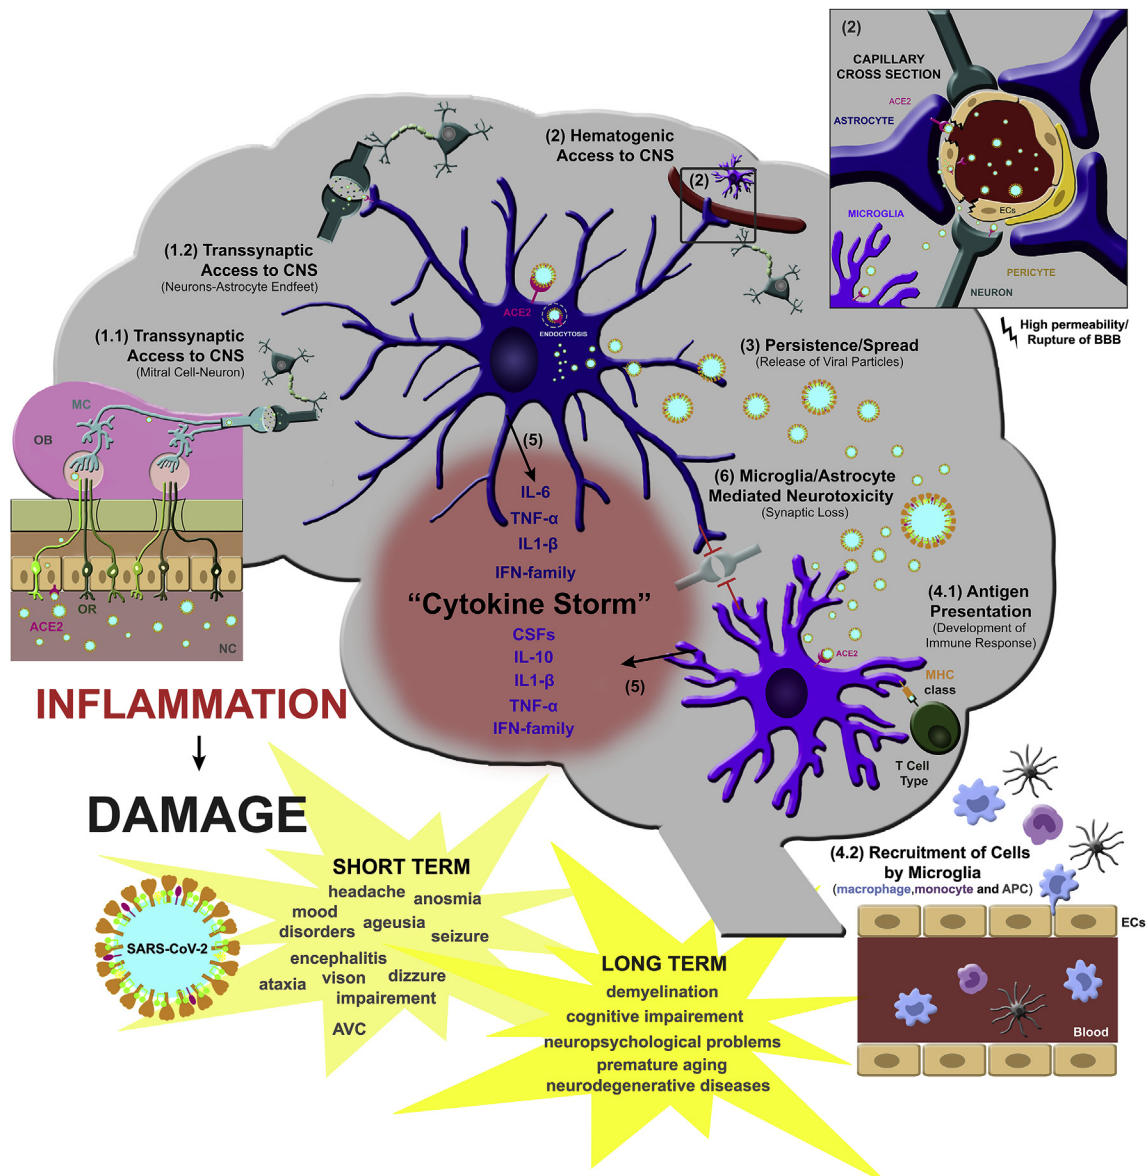 (2)
CAPILLARY
CROSS SECTION
ACE2
ASTROCYTE
MICROGLIA
ECs
PERICYTE
NEURON
High permeability/
Rupture of BBB
(2) Hematogenic
Access to CNS
(2)
(1.2) Transsynaptic
Access to CNS
(Neurons-Astrocyte Endfeet)
ACE2
ENDOCYTOSIS
(1.1) Transsynaptic
Access to CNS
(Mitral Cell-Neuron)
(3) Persistence/Spread
(Release of Viral Particles)
MC
OB
OR
ACE2
NC
(5)
IL-6
TNF-α
IL1-β
IFN-family
“Cytokine Storm”
CSFs
IL-10
IL1-β
TNF-α
IFN-family
(5)
(6) Microglia/Astrocyte
Mediated Neurotoxicity
(Synaptic Loss)
(4.1) Antigen
Presentation
(Development of
Immune Response)
ACE2
MHC
class
T Cell
Type
INFLAMMATION
DAMAGE
SHORT TERM
headache
anosmia
mood
disorders
ageusia
seizure
encephalitis
ataxia
vison
dizzure
impairement
AVC
SARS-CoV-2
LONG TERM
demyelination
cognitive impairement
neuropsychological problems
premature aging
neurodegenerative diseases
(4.2) Recruitment of Cells
by Microglia
(macrophage,monocyte and APC)
ECs
Blood